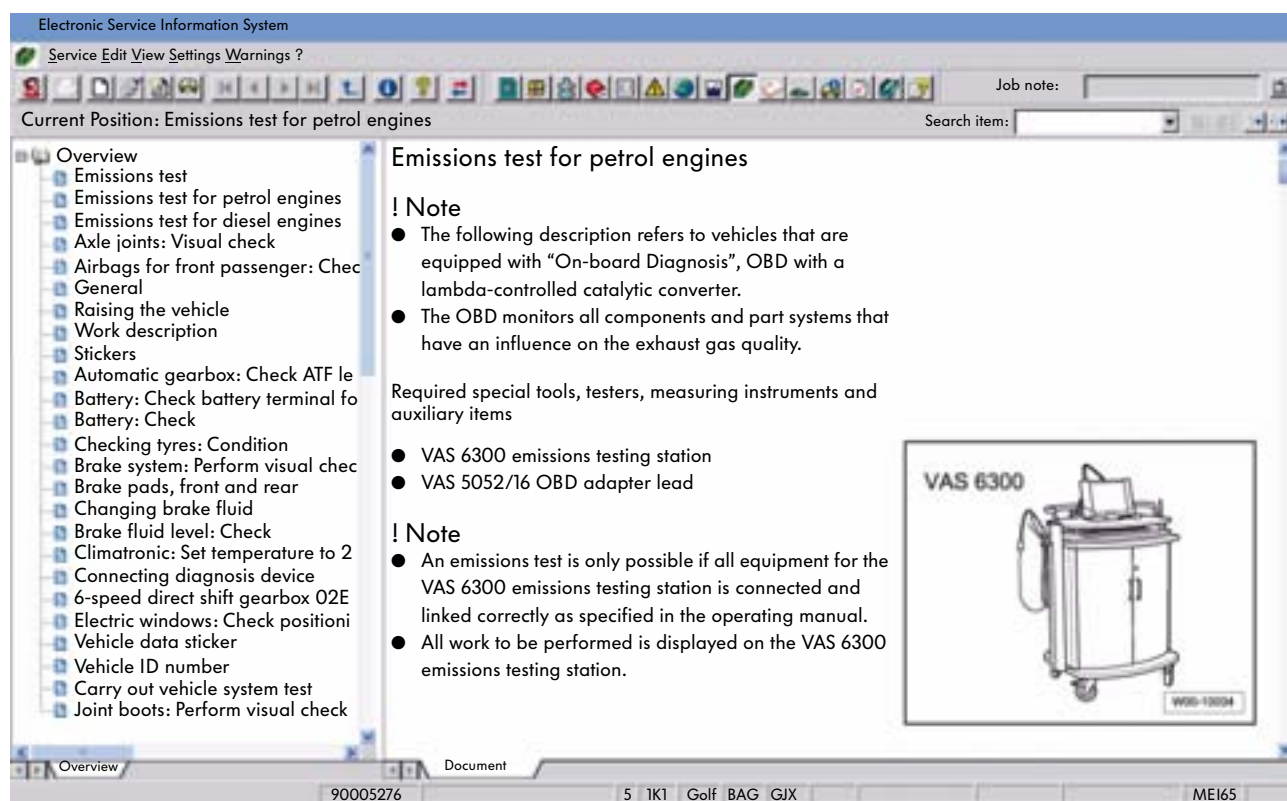 Electronic Service Information System
Service Edit View Settings Warnings ?
Job note:
Current Position: Emissions test for petrol engines
Search item:
Overview
Emissions test
Emissions test for petrol engines
Emissions test for diesel engines
Axle joints: Visual check
Airbags for front passenger: Chec
General
Raising the vehicle
Work description
Stickers
Automatic gearbox: Check ATF le
Battery: Check battery terminal fo
Battery: Check
Checking tyres: Condition
Brake system: Perform visual chec
Brake pads, front and rear
Changing brake fluid
Brake fluid level: Check
Climatronic: Set temperature to 2
Connecting diagnosis device
6-speed direct shift gearbox 02E
Electric windows: Check positioni
Vehicle data sticker
Vehicle ID number
Carry out vehicle system test
Joint boots: Perform visual check
Overview
Emissions test for petrol engines
! Note
● The following description refers to vehicles that are
equipped with “On-board Diagnosis”, OBD with a
lambda-controlled catalytic converter.
● The OBD monitors all components and part systems that
have an influence on the exhaust gas quality.
Required special tools, testers, measuring instruments and
auxiliary items
● VAS 6300 emissions testing station
● VAS 5052/16 OBD adapter lead
! Note
● An emissions test is only possible if all equipment for the
VAS 6300 emissions testing station is connected and
linked correctly as specified in the operating manual.
● All work to be performed is displayed on the VAS 6300
emissions testing station.
VAS 6300
W00-10034
Document
90005276
5 1K1 Golf BAG GJX
MEI65